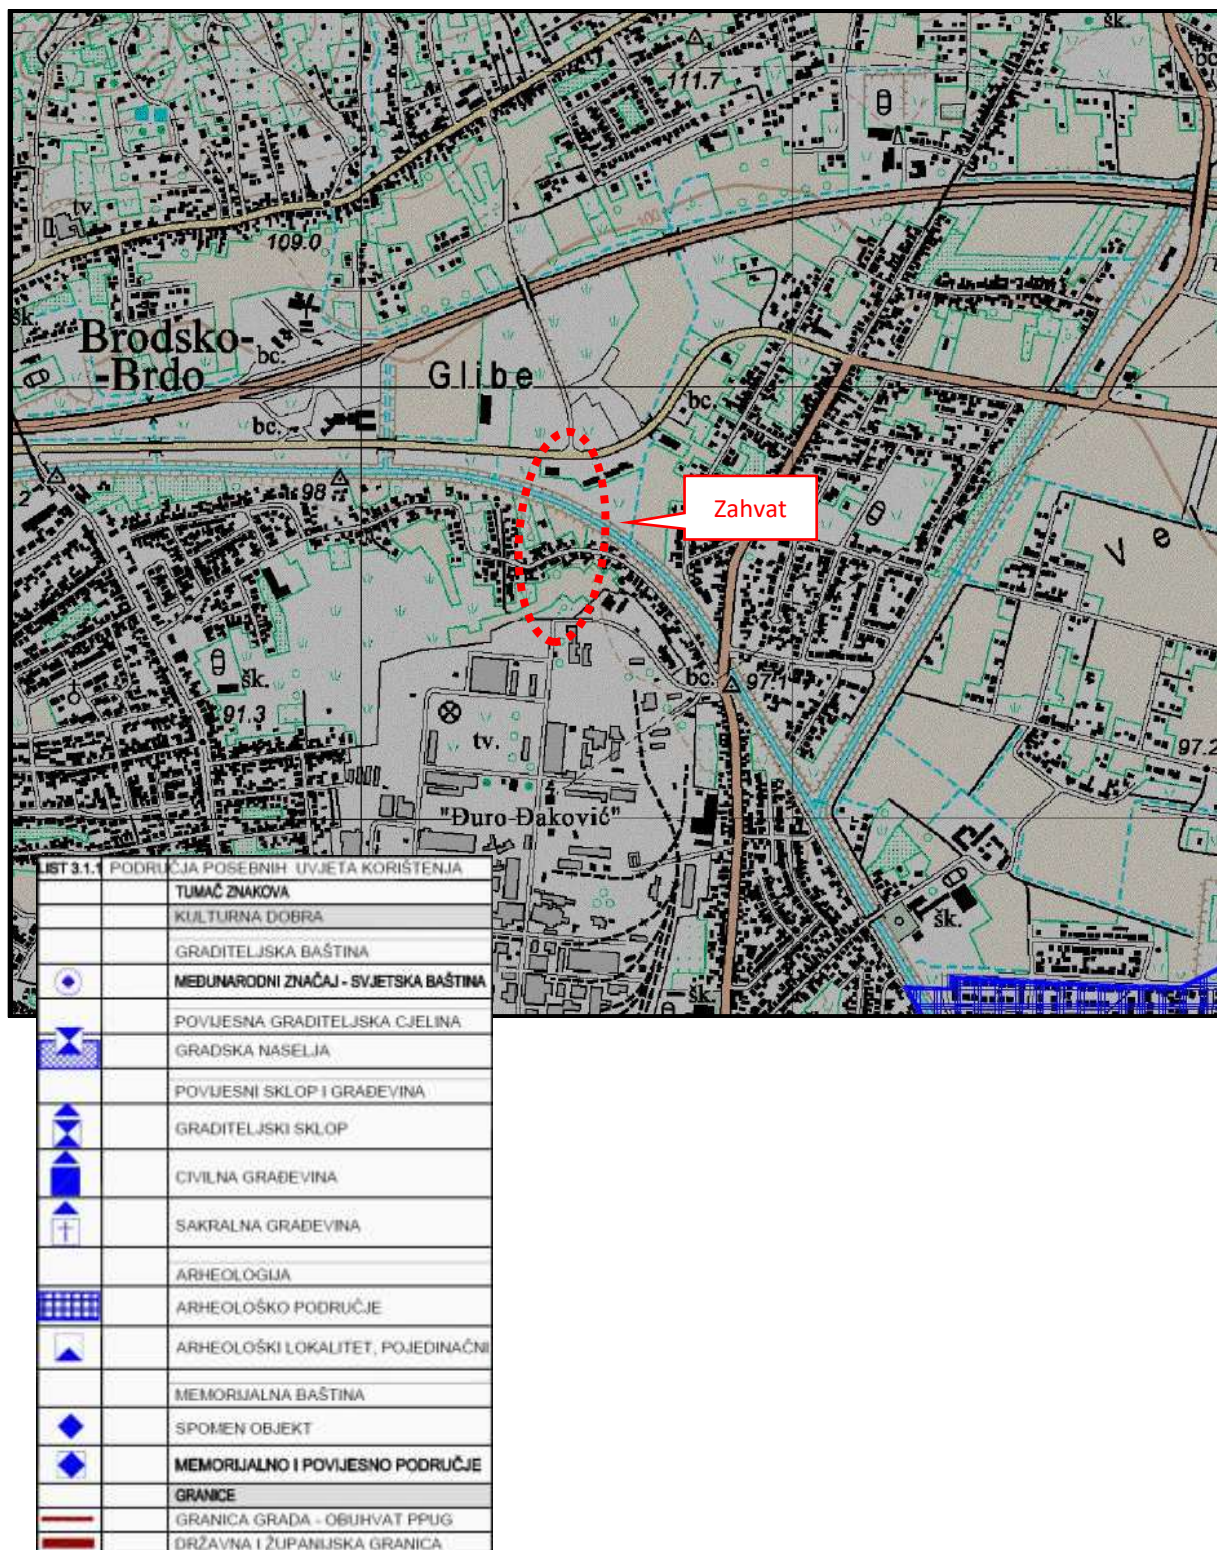 šk.
bc
111.7
tv.
109.0
100
šk.
Brodsko-
-Brdo
bc.
Glibe
bc.
bc.
2
98
Zahvat
V e
šk.
91.3
bc.
97.1
97.2
tv.
"Đuro Đaković"
šk.
šk.
LIST 3.1.1 PODRUČJA POSEBNIH UVJETA KORIŠTENJA
TUMAČ ZNAKOVA
KULTURNA DOBRA
GRADITELJSKA BAŠTINA
MEĐUNARODNI ZNAČAJ - SVJETSKA BAŠTINA
POVIJESNA GRADITELJSKA CJELINA
GRADSKA NASELJA
POVIJESNI SKLOP I GRAĐEVINA
GRADITELJSKI SKLOP
CIVILNA GRAĐEVINA
SAKRALNA GRAĐEVINA
ARHEOLOGIJA
ARHEOLOŠKO PODRUČJE
ARHEOLOŠKI LOKALITET, POJEDINAČNI
MEMORIJALNA BAŠTINA
SPOMEN OBJEKT
MEMORIJALNO I POVIJESNO PODRUČJE
GRANICE
GRANICA GRADA - OBUHVAT PPUG
DRŽAVNA I ŽUPANIJSKA GRANICA